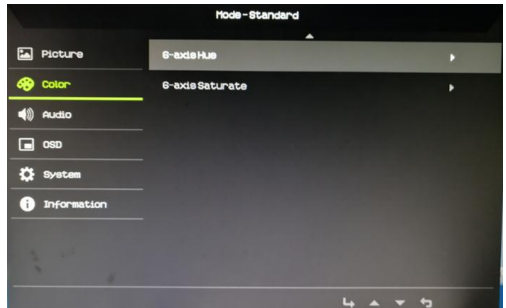 Mode-Standard
Picture
6-axis Hue
Color
6-axis Saturate
Audio
OSD
System
Information